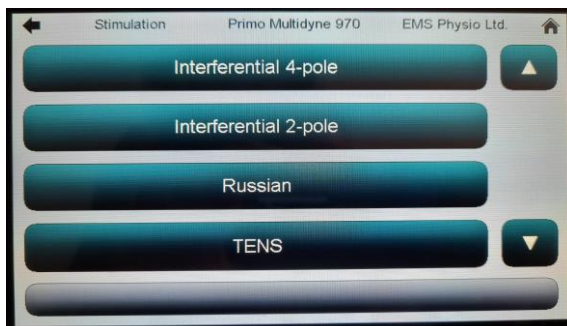 Stimulation Primo Multidyne 970 EMS Physio Ltd.
Interferential 4-pole
Interferential 2-pole
Russian
TENS